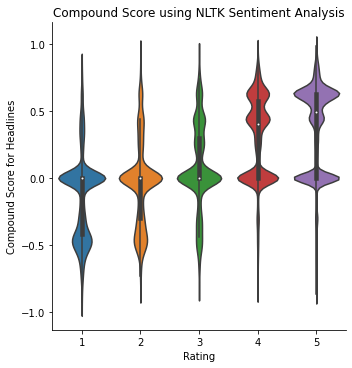 Compound Score using NLTK Sentiment Analysis
1.0
0.5
0.0
−0.5
−1.0
Compound Score for Headlines
1 2 3 4 5
Rating